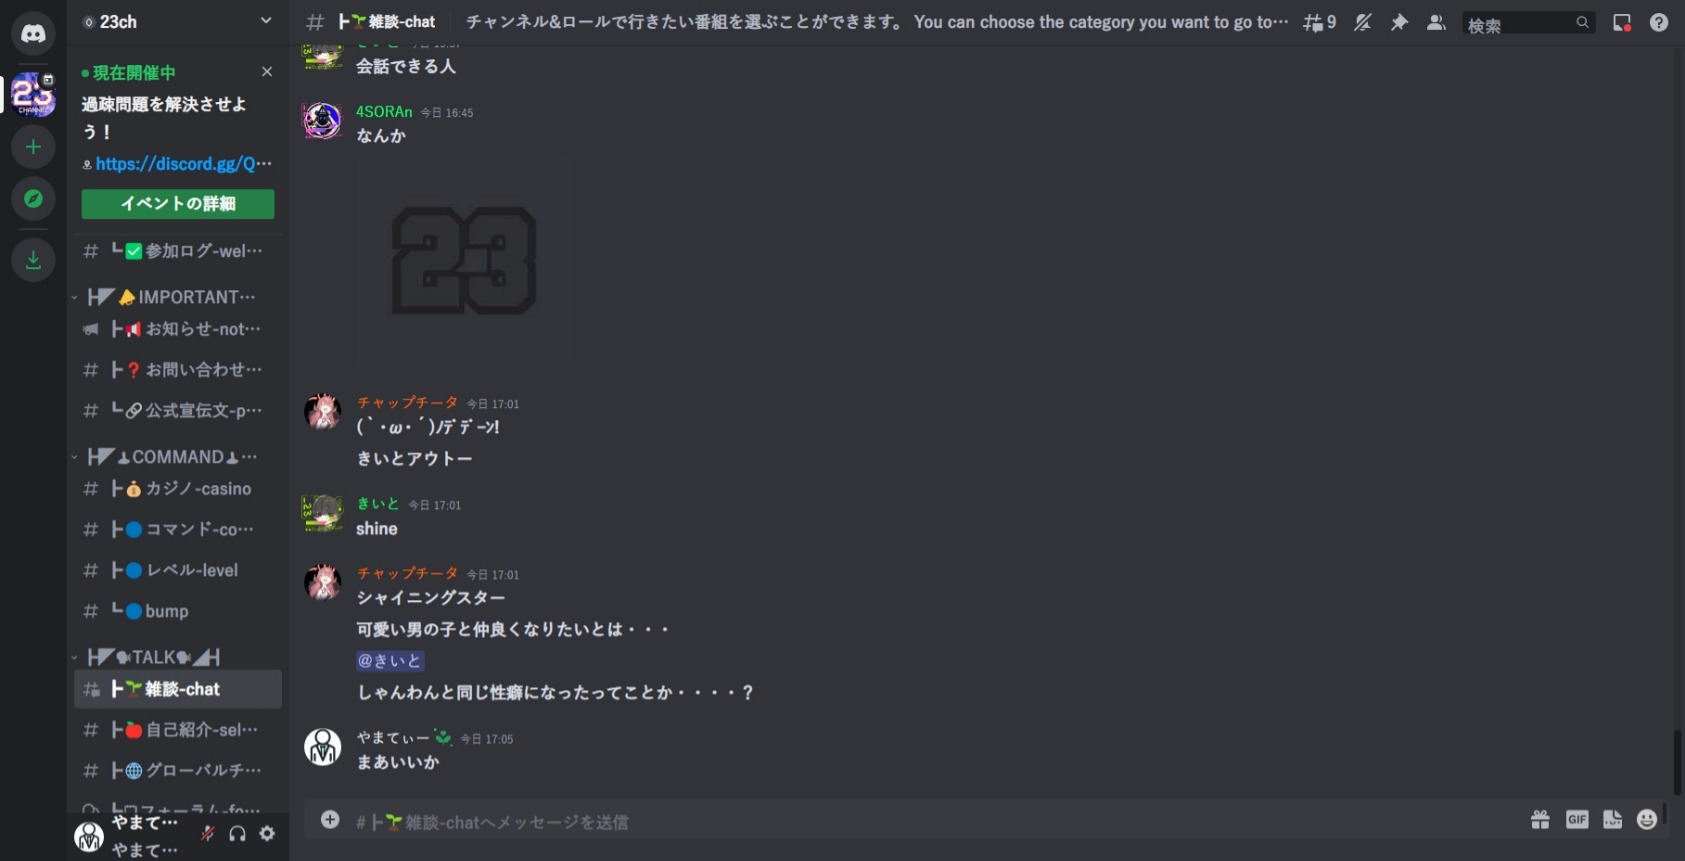 23ch
現在開催中
過疎問題を解決させよ
う！
https://discord.gg/Q…
イベントの詳細
# ┗✅参加ログ-wel…
┣◤📣IMPORTANT…
┣📢お知らせ-not…
# ┣❓お問い合わせ…
# ┗🔗公式宣伝文-p…
┣◤COMMAND…
# ┣💰カジノ-casino
# ┣🔵コマンド-co…
# ┣🔵レベル-level
# ┗🔵bump
┣◤🗣TALK🗣◢┫
┣🌱雑談-chat
# ┣🍎自己紹介-sel…
# ┣🌐グローバルチ…
フォーラム-fo…
やまて…
やまて…
23
CHANNEL
# ┣🌱雑談-chat
チャンネル&ロールで行きたい番組を選ぶことができます。 You can choose the category you want to go to…
9
検索
会話できる人
4SORAn 今日 16:45
なんか
23
チャップチータ 今日 17:01
(｀･ω･´)ﾉﾃﾞﾃﾞｰﾝ!
きいとアウトー
きいと 今日 17:01
shine
チャップチータ 今日 17:01
シャイニングスター
可愛い男の子と仲良くなりたいとは・・・
@きいと
しゃんわんと同じ性癖になったってことか・・・・？
やまてぃー 今日 17:05
まあいいか
# ┣🌱雑談-chatへメッセージを送信
GIF